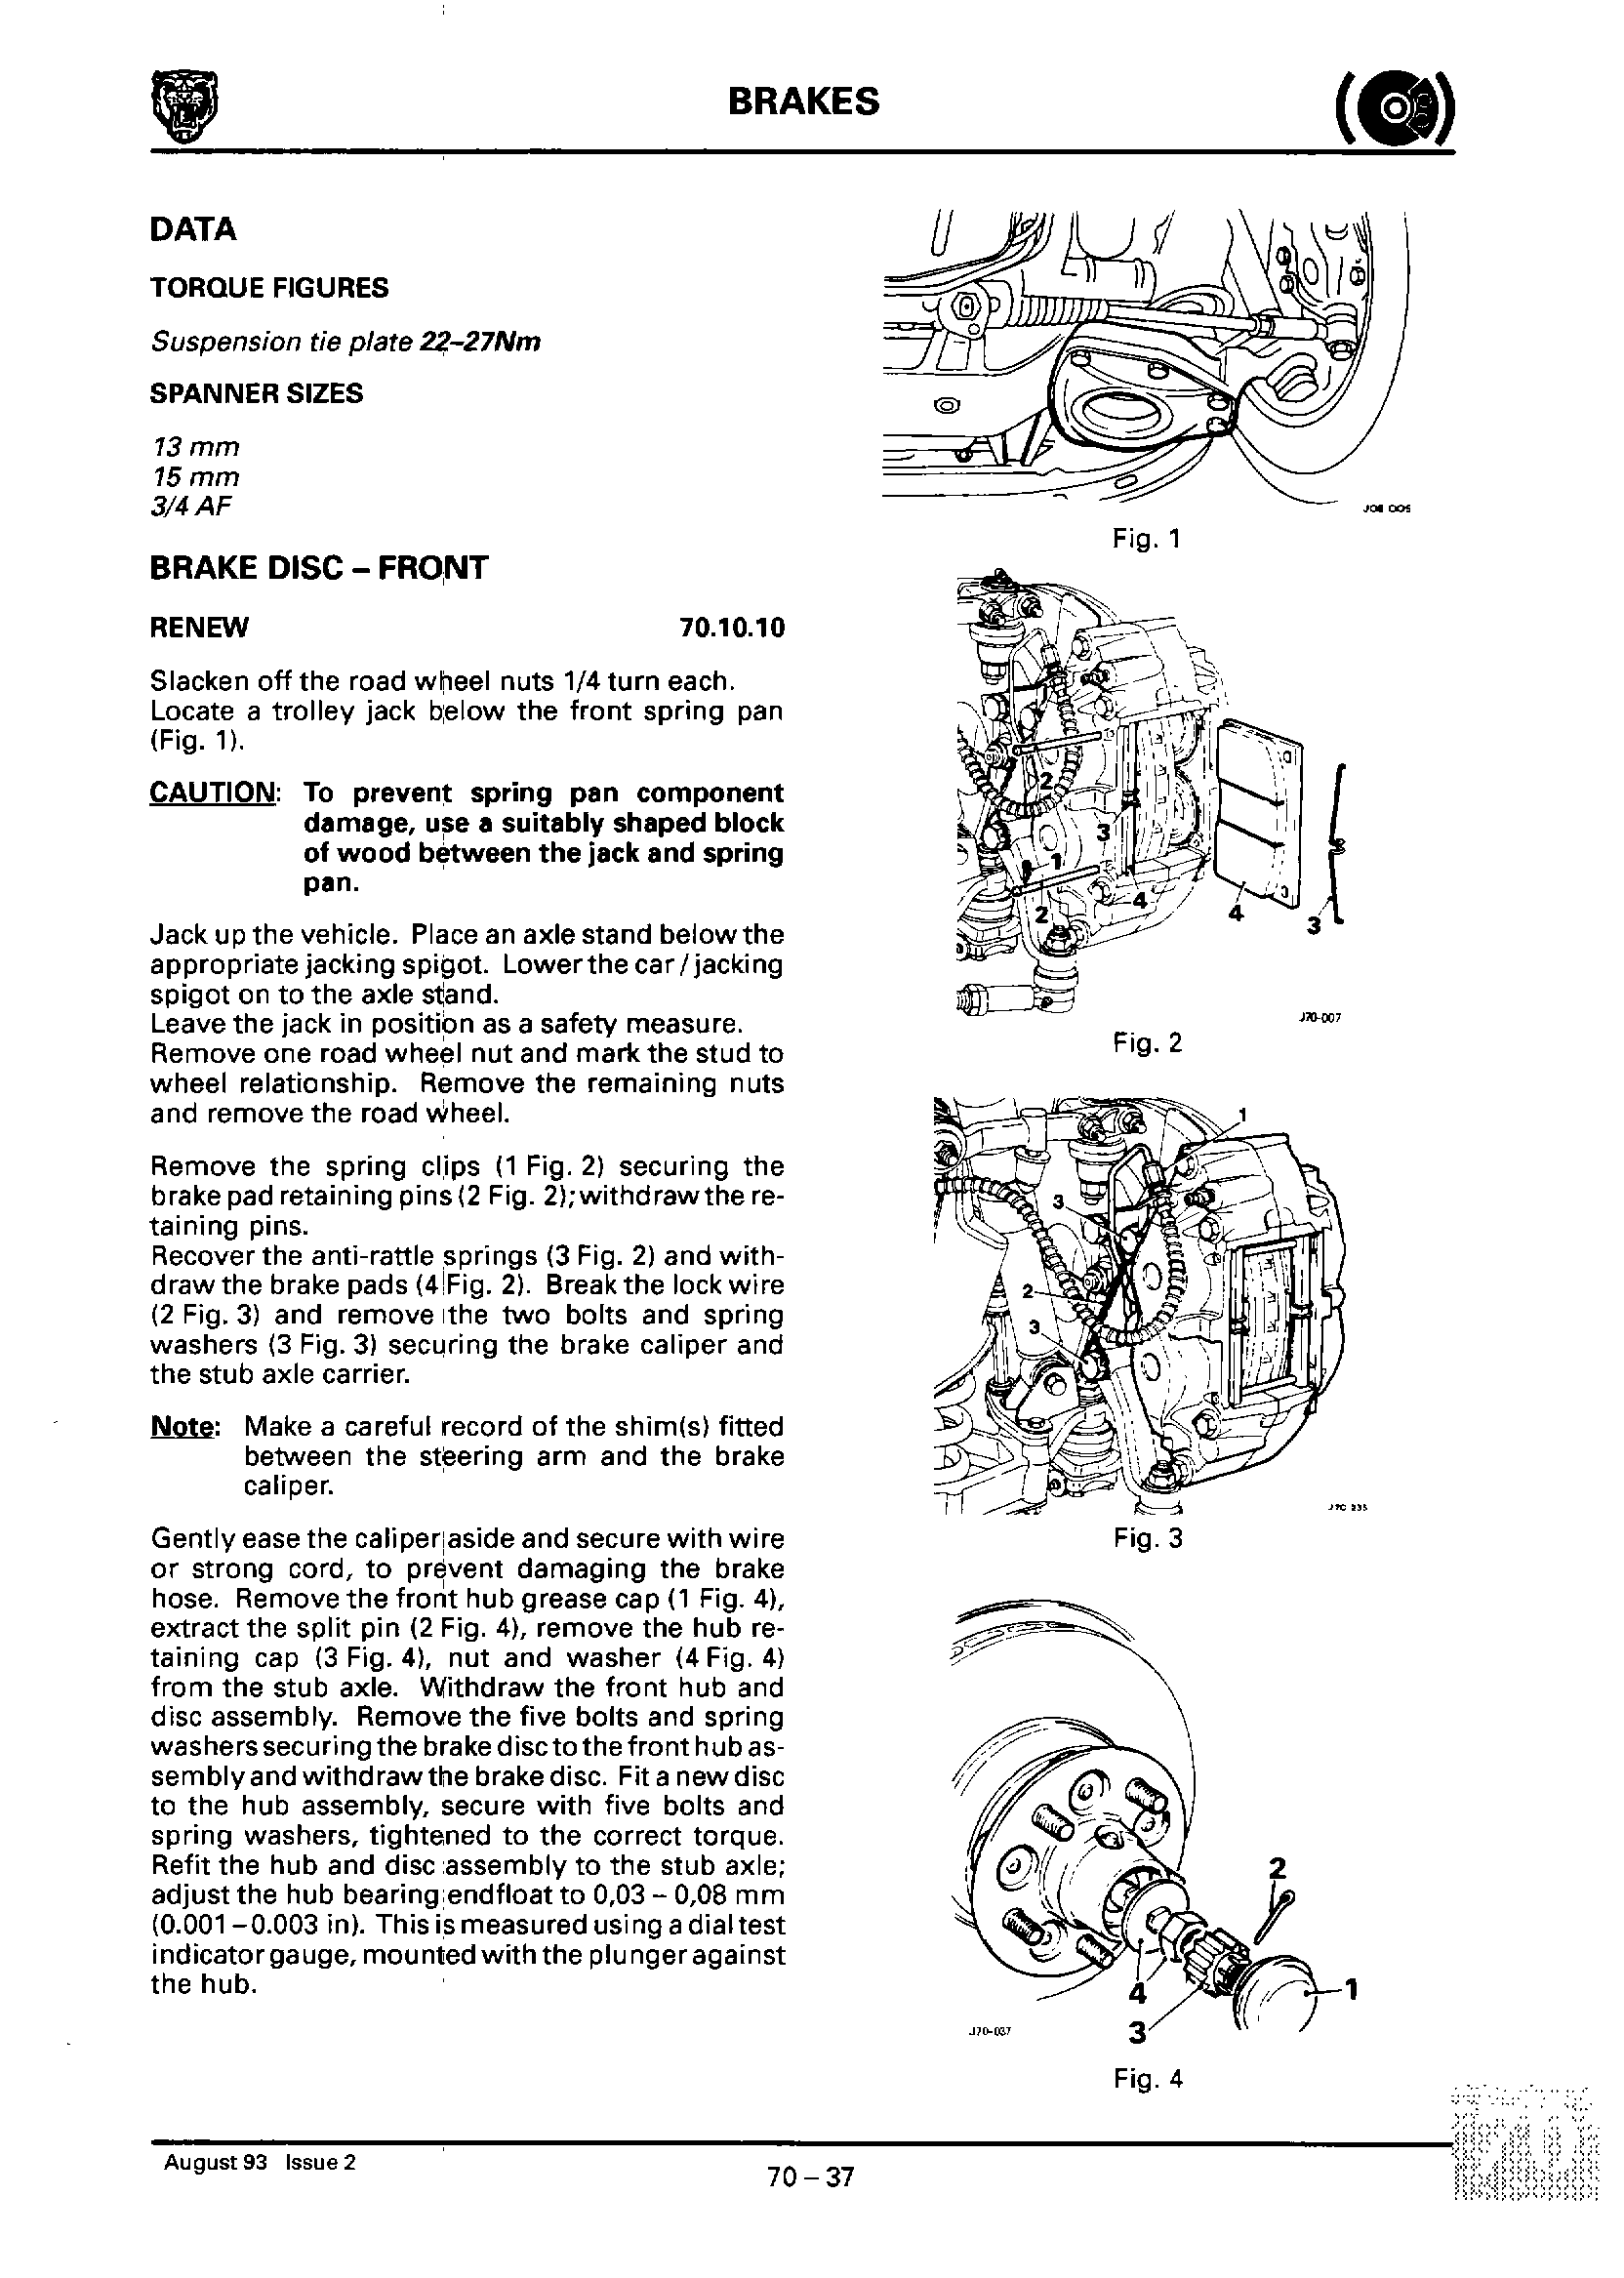 BRAKES
DATA
TORQUE FIGURES
Suspension tie plate 22–27Nm
SPANNER SIZES
13 mm
15 mm
3/4 AF
BRAKE DISC – FRONT
RENEW 70.10.10
Slacken off the road wheel nuts 1/4 turn each.
Locate a trolley jack below the front spring pan
(Fig. 1).
CAUTION: To prevent spring pan component
damage, use a suitably shaped block
of wood between the jack and spring
pan.
Jack up the vehicle. Place an axle stand below the
appropriate jacking spigot. Lower the car / jacking
spigot on to the axle stand.
Leave the jack in position as a safety measure.
Remove one road wheel nut and mark the stud to
wheel relationship. Remove the remaining nuts
and remove the road wheel.
Remove the spring clips (1 Fig. 2) securing the
brake pad retaining pins (2 Fig. 2); withdraw the re-
taining pins.
Recover the anti-rattle springs (3 Fig. 2) and with-
draw the brake pads (4 Fig. 2). Break the lock wire
(2 Fig. 3) and remove the two bolts and spring
washers (3 Fig. 3) securing the brake caliper and
the stub axle carrier.
Note: Make a careful record of the shim(s) fitted
between the steering arm and the brake
caliper.
Gently ease the caliper aside and secure with wire
or strong cord, to prevent damaging the brake
hose. Remove the front hub grease cap (1 Fig. 4),
extract the split pin (2 Fig. 4), remove the hub re-
taining cap (3 Fig. 4), nut and washer (4 Fig. 4)
from the stub axle. Withdraw the front hub and
disc assembly. Remove the five bolts and spring
washers securing the brake disc to the front hub as-
sembly and withdraw the brake disc. Fit a new disc
to the hub assembly, secure with five bolts and
spring washers, tightened to the correct torque.
Refit the hub and disc assembly to the stub axle;
adjust the hub bearing endfloat to 0,03 – 0,08 mm
(0.001 – 0.003 in). This is measured using a dial test
indicator gauge, mounted with the plunger against
the hub.
J08 005
Fig. 1
2
3
1
4
2
4
3
J70-007
Fig. 2
1
3
2
3
J70 235
Fig. 3
2
4
1
3
J70-037
Fig. 4
August 93 Issue 2
70 – 37